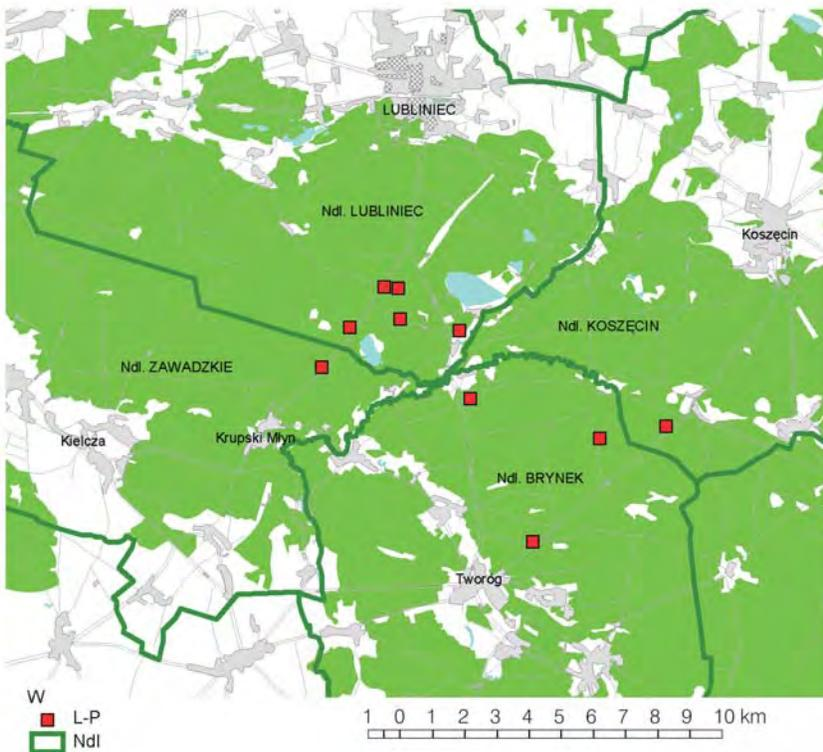 LUBLINIEC
Ndl. LUBLINIEC
Koszęcin
Ndl. KOSZĘCIN
Ndl. ZAWADZKIE
Kielcza
Krupski Młyn
Ndl. BRYNEK
Tworóg
W
L-P
Ndl
1 0 1 2 3 4 5 6 7 8 9 10 km